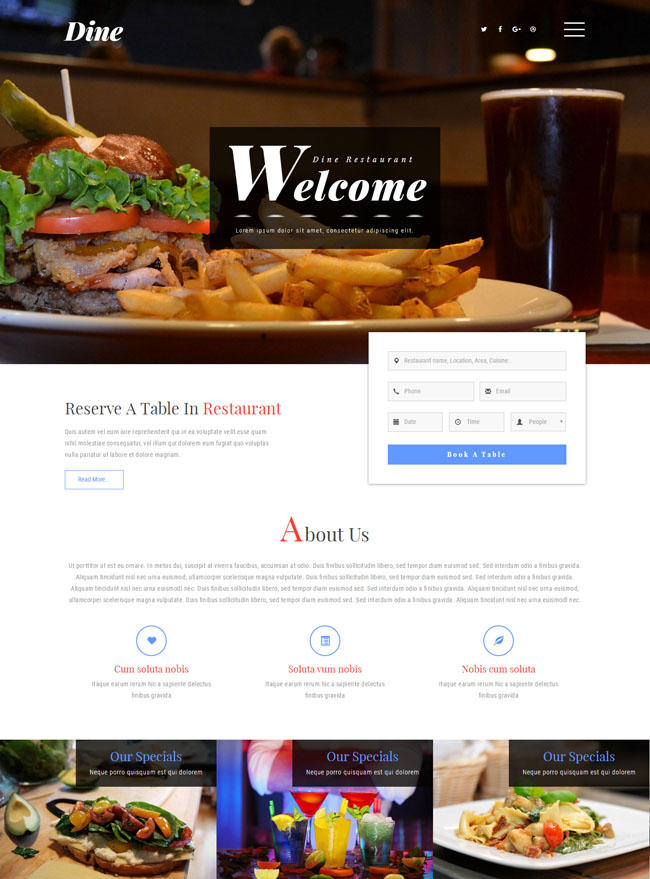 Dine
Dine Restaurant
Welcome
Lorem ipsum dolor sit amet, consectetur adipiscing elit.
Restaurant name, Location, Area, Cuisine..
Phone
Email
Date
Time
People
Book A Table
Reserve A Table In Restaurant
Quis autem vel eum iure reprehenderit qui in ea voluptate velit esse quam
nihil molestiae consequatur, vel illum qui dolorem eum fugiat quo voluptas
nulla pariatur ut labore et dolore magnam.
Read More...
About Us
Ut porttitor ut est eu ornare. In metus dui, suscipit at viverra faucibus, accumsan at odio. Duis finibus sollicitudin libero, sed tempor diam euismod sed. Sed interdum odio a finibus gravida.
Aliquam tincidunt nisl nec urna euismod, ullamcorper scelerisque magna vulputate. Duis finibus sollicitudin libero, sed tempor diam euismod sed. Sed interdum odio a finibus gravida.
Aliquam tincidunt nisl nec urna euismodl nec. Duis finibus sollicitudin libero, sed tempor diam euismod sed. Sed interdum odio a finibus gravida. Aliquam tincidunt nisl nec urna euismod,
ullamcorper scelerisque magna vulputate. Duis finibus sollicitudin libero, sed tempor diam euismod sed. Sed interdum odio a finibus gravida. Aliquam tincidunt nisl nec urna euismod nec.
Cum soluta nobis
Itaque earum rerum hic a sapiente delectus
finibus gravida
Soluta vum nobis
Itaque earum rerum hic a sapiente delectus
finibus gravida
Nobis cum soluta
Itaque earum rerum hic a sapiente delectus
finibus gravida
Our Specials
Neque porro quisquam est qui dolorem
Our Specials
Neque porro quisquam est qui dolorem
Our Specials
Neque porro quisquam est qui dolorem